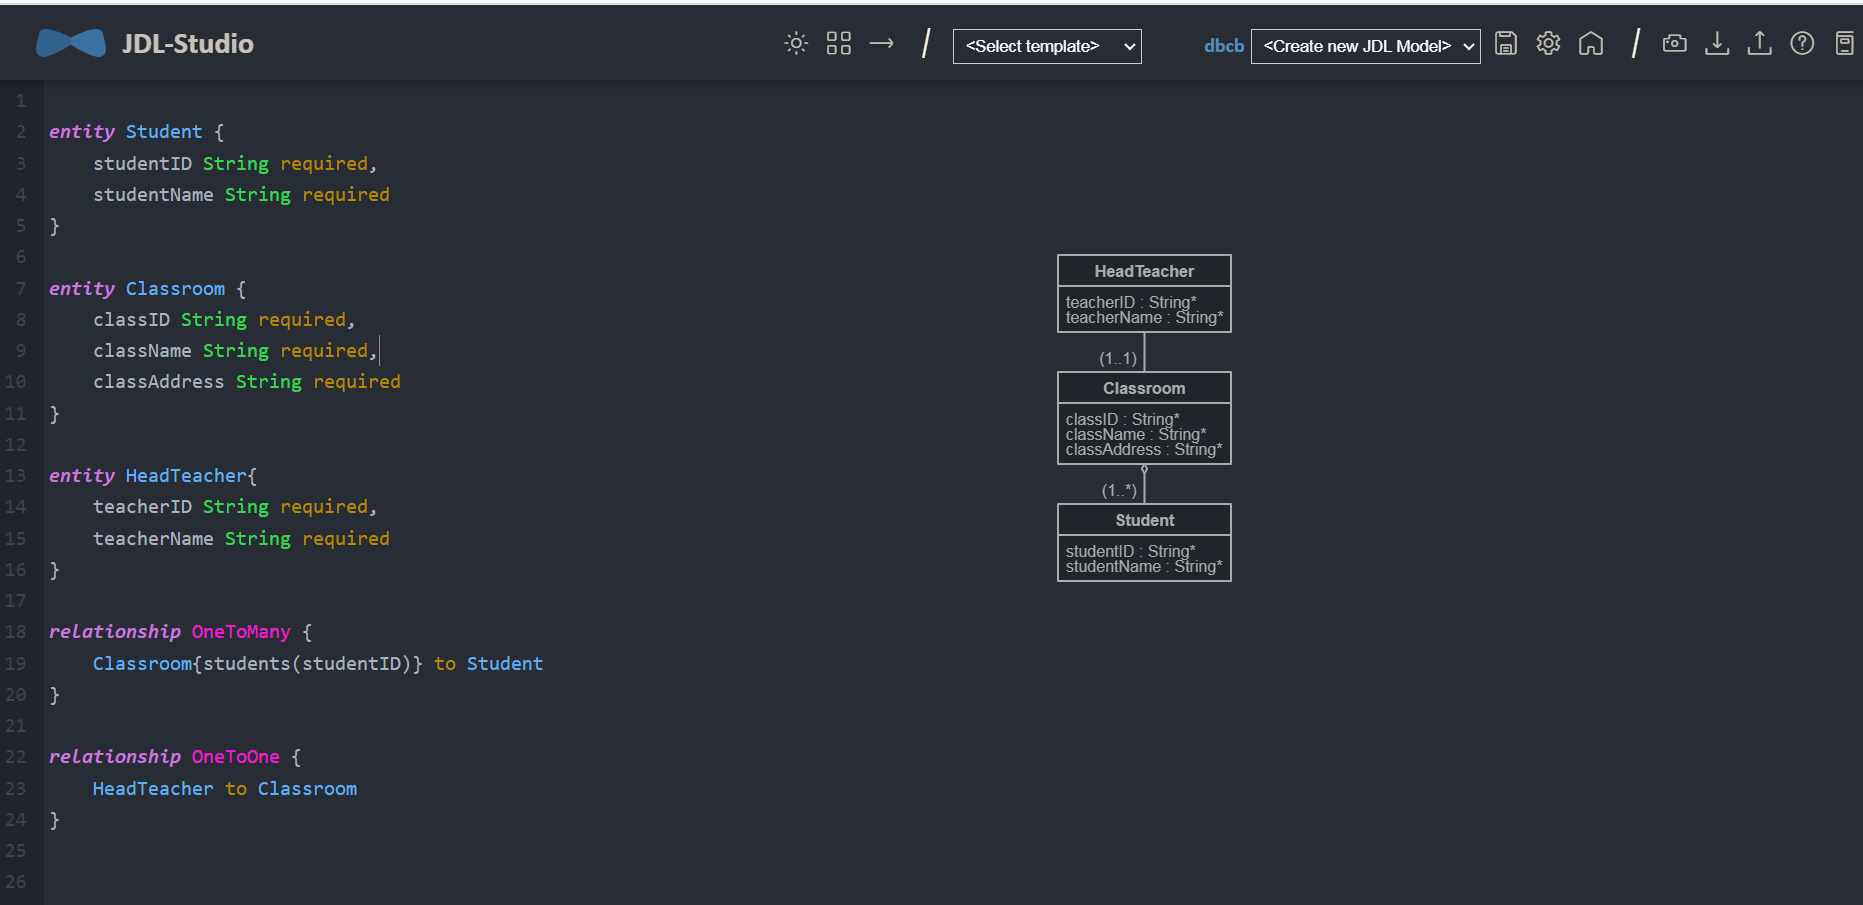 JDL-Studio
<Select template>
dbcb
<Create new JDL Model>
1
2 entity Student {
3 studentID String required,
4 studentName String required
5 }
6
7 entity Classroom {
8 classID String required,
9 className String required,
10 classAddress String required
11 }
12
13 entity HeadTeacher{
14 teacherID String required,
15 teacherName String required
16 }
17
18 relationship OneToMany {
19 Classroom{students(studentID)} to Student
20 }
21
22 relationship OneToOne {
23 HeadTeacher to Classroom
24 }
25
26
HeadTeacher
teacherID : String*
teacherName : String*
(1..1)
Classroom
classID : String*
className : String*
classAddress : String*
(1..*)
Student
studentID : String*
studentName : String*